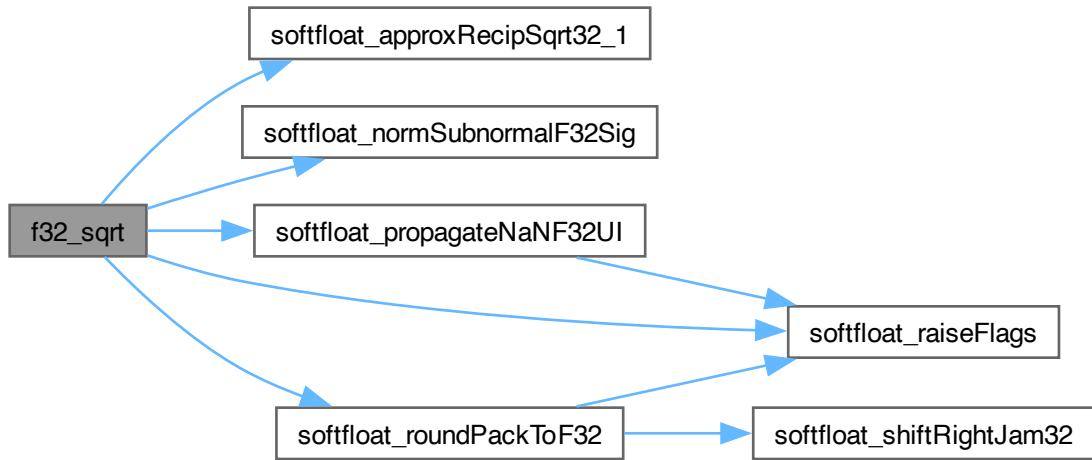 softfloat_approxRecipSqrt32_1
softfloat_normSubnormalF32Sig
f32_sqrt
softfloat_propagateNaNF32UI
softfloat_raiseFlags
softfloat_roundPackToF32
softfloat_shiftRightJam32